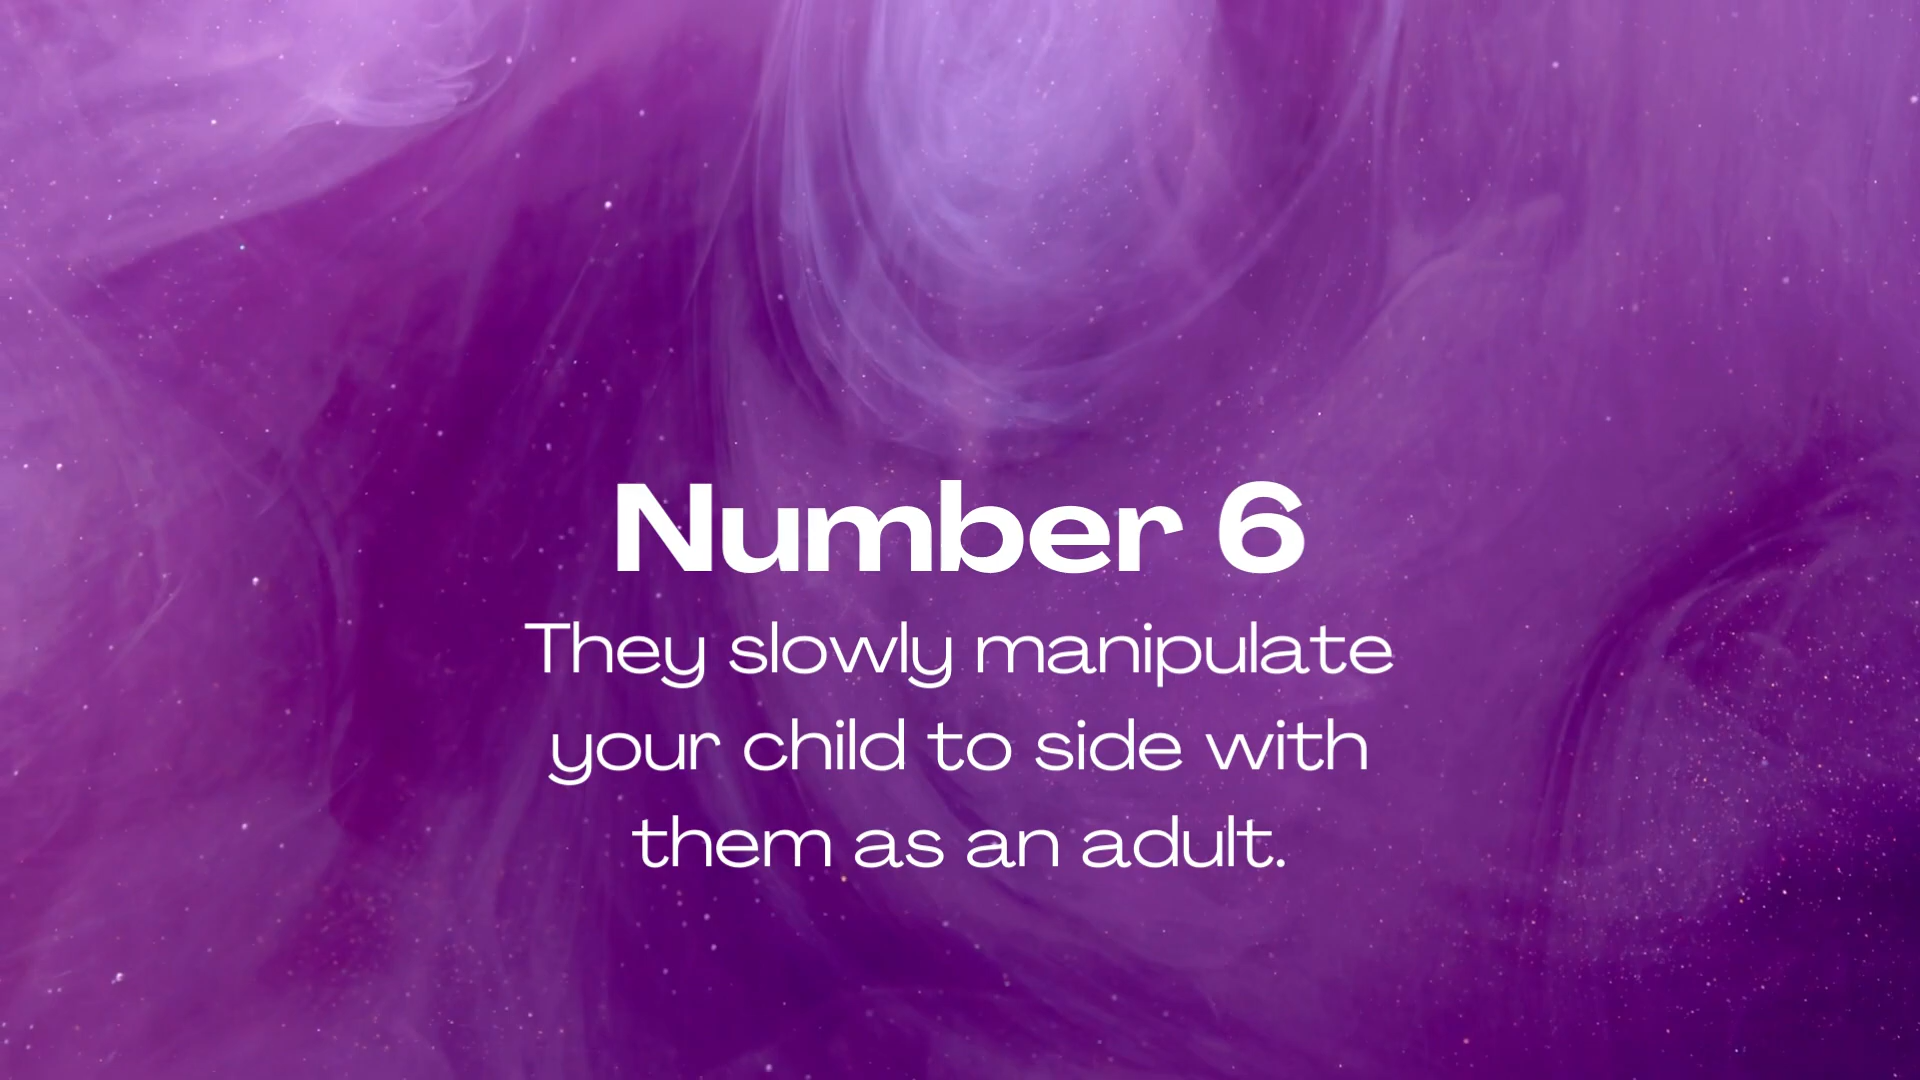 Number 6
They slowly manipulate
your child to side with
them as an adult.